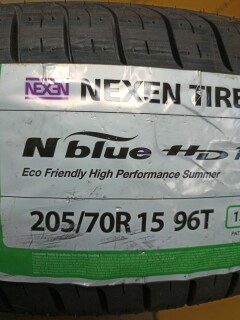 NEXEN NEXEN TIRE
N blue HD
Eco Friendly High Performance Summer
205/70R 15 96T